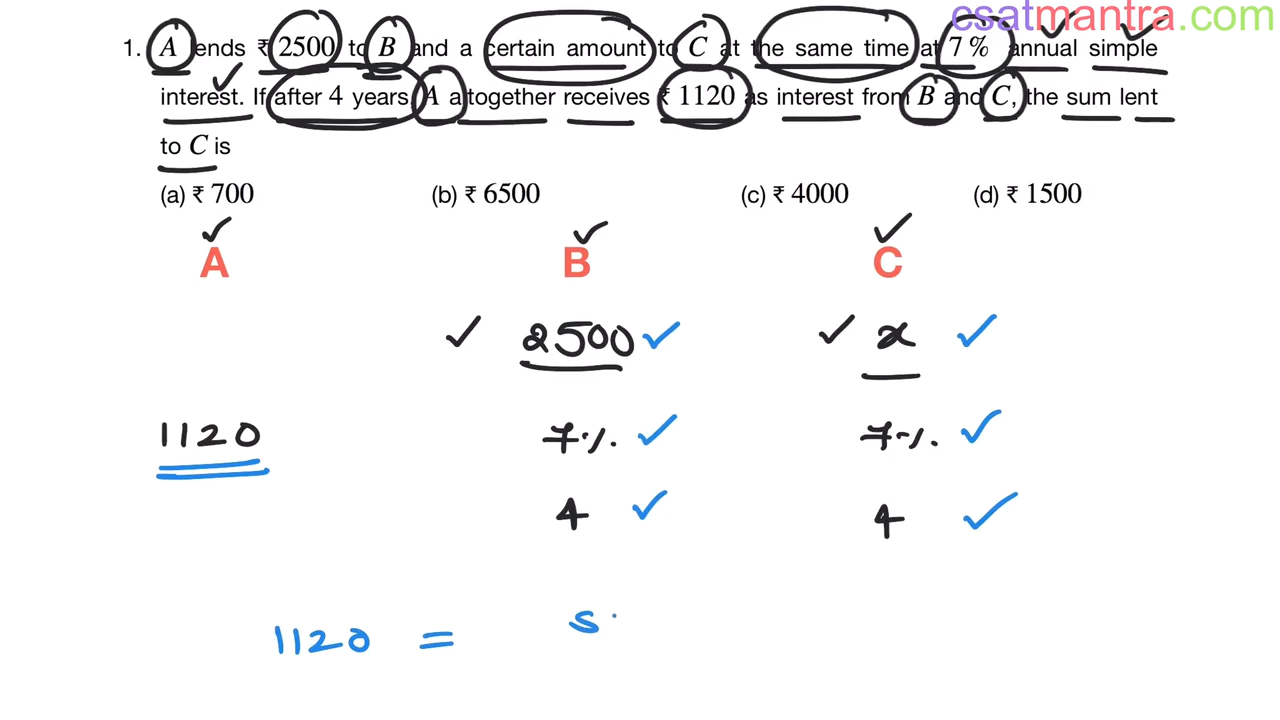 csatmantra.com
1. A lends ₹ 2500 to B and a certain amount to C at the same time at 7 % annual simple
interest. If after 4 years, A altogether receives ₹ 1120 as interest from B and C, the sum lent
to C is
(a) ₹ 700 (b) ₹ 6500 (c) ₹ 4000 (d) ₹ 1500
A B C
2500 x
1120 7% 7%
4 4
1120 = S.